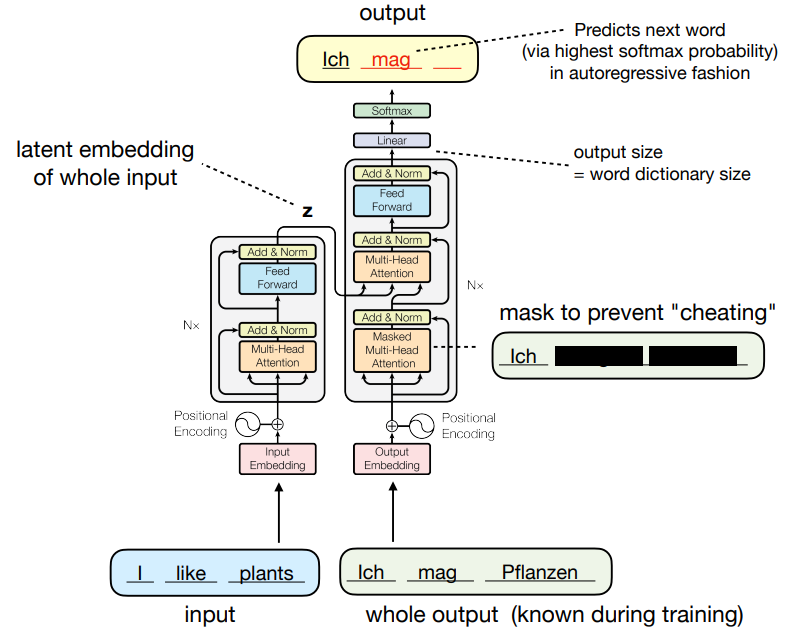 output
Ich mag
Predicts next word
(via highest softmax probability)
in autoregressive fashion
Softmax
Linear
output size
= word dictionary size
latent embedding
of whole input
z
Add & Norm
Feed
Forward
Add & Norm
Multi-Head
Attention
Nx
Add & Norm
Masked
Multi-Head
Attention
Add & Norm
Feed
Forward
Nx
Add & Norm
Multi-Head
Attention
mask to prevent "cheating"
Ich
Positional
Encoding
Positional
Encoding
Input
Embedding
Output
Embedding
I like plants
Ich mag Pflanzen
input
whole output (known during training)